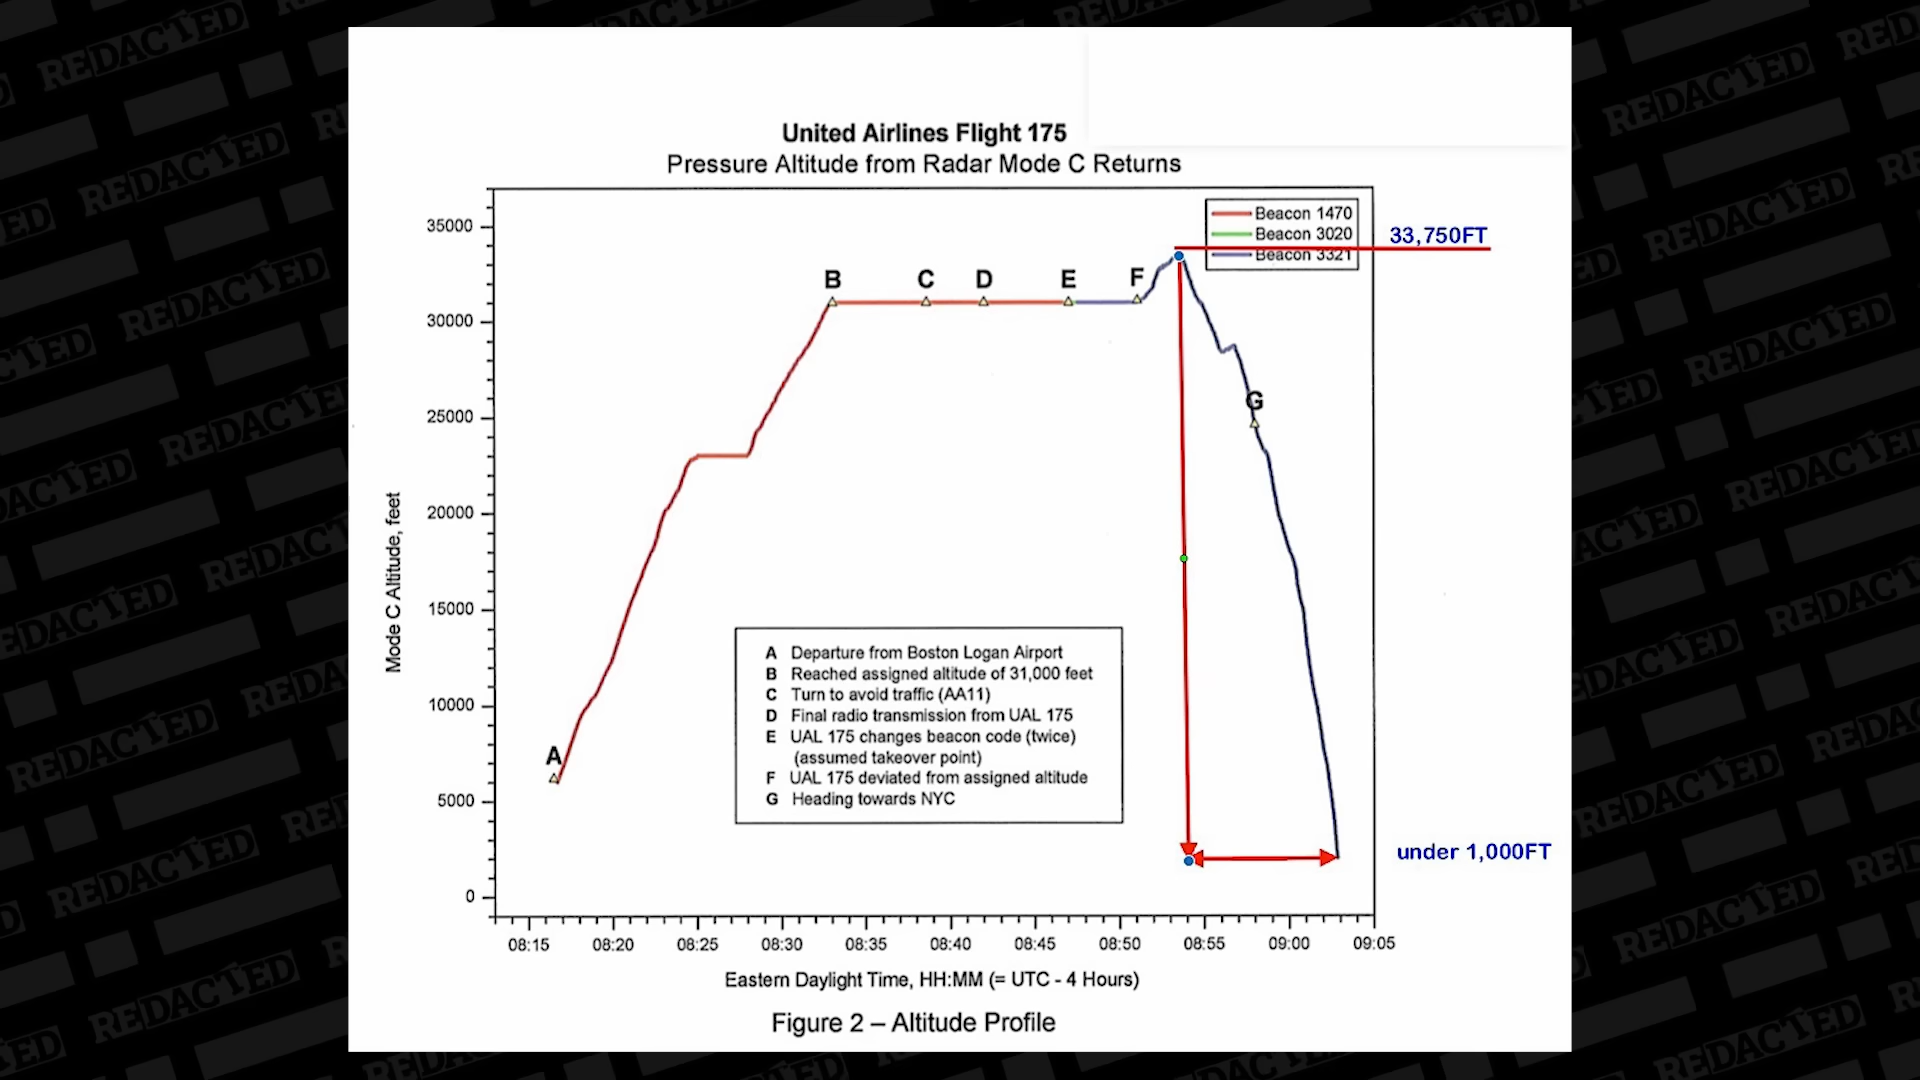 United Airlines Flight 175
Pressure Altitude from Radar Mode C Returns
Beacon 1470
Beacon 3020
Beacon 3321
33,750FT
35000
30000
25000
20000
15000
10000
5000
0
Mode C Altitude, feet
A
B
C
D
E
F
G
A Departure from Boston Logan Airport
B Reached assigned altitude of 31,000 feet
C Turn to avoid traffic (AA11)
D Final radio transmission from UAL 175
E UAL 175 changes beacon code (twice)
(assumed takeover point)
F UAL 175 deviated from assigned altitude
G Heading towards NYC
under 1,000FT
08:15 08:20 08:25 08:30 08:35 08:40 08:45 08:50 08:55 09:00 09:05
Eastern Daylight Time, HH:MM (= UTC - 4 Hours)
Figure 2 – Altitude Profile
REDACTED